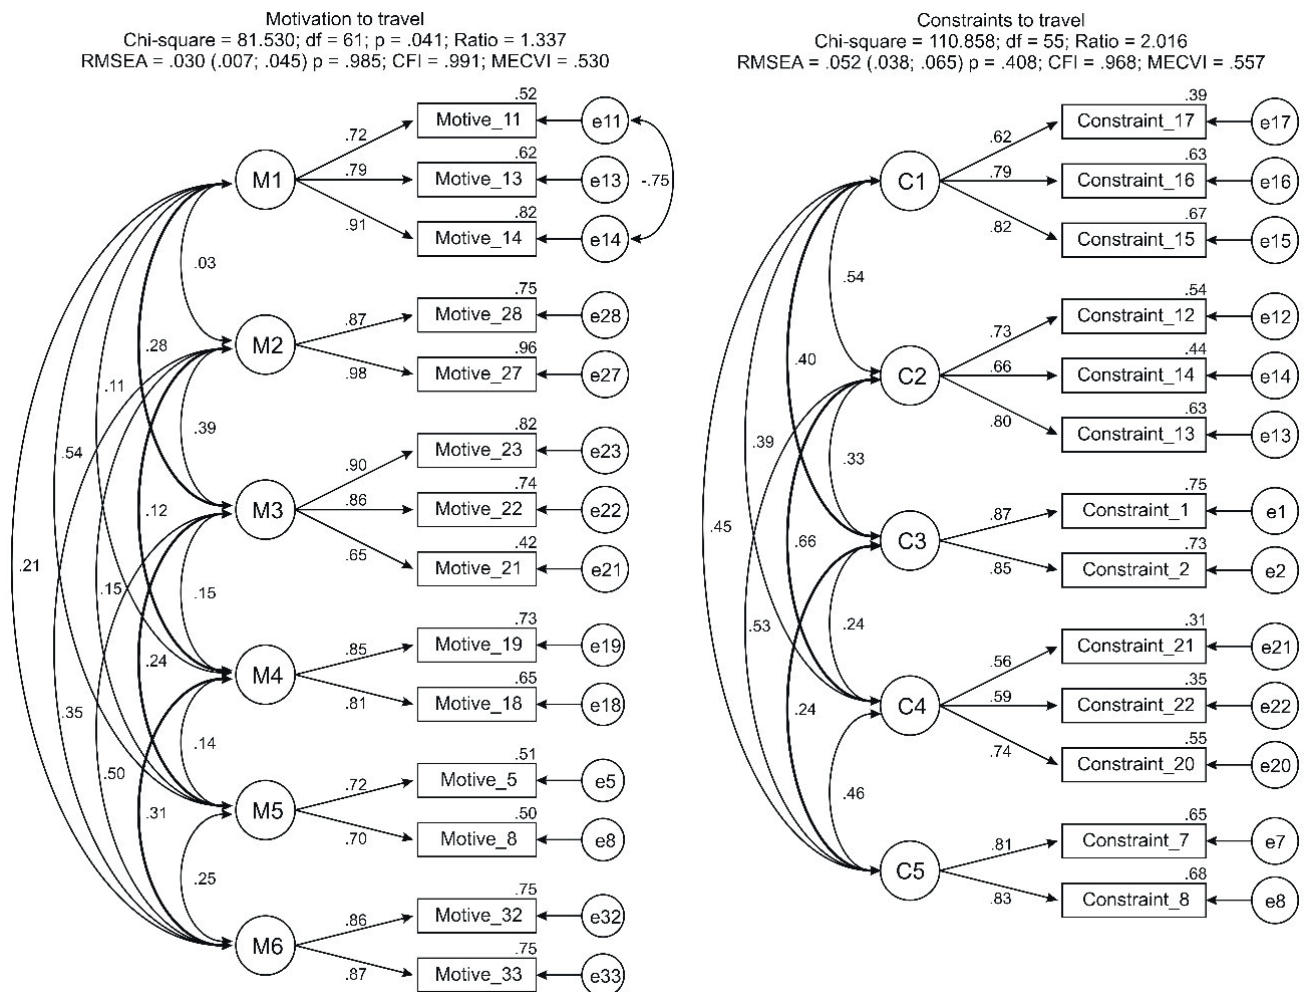 Motivation to travel
Chi-square = 81.530; df = 61; p = .041; Ratio = 1.337
RMSEA = .030 (.007; .045) p = .985; CFI = .991; MECVI = .530
.52
.72
Motive_11
e11
.62
.79
Motive_13
e13
-.75
M1
.82
.91
Motive_14
e14
.03
.75
.87
Motive_28
e28
M2
.96
.98
Motive_27
e27
.28
.11
.39
.82
.90
Motive_23
e23
.54
.74
.86
Motive_22
e22
M3
.12
.42
.65
Motive_21
e21
.21
.15
.15
.73
.85
Motive_19
e19
.24
M4
.65
.81
Motive_18
e18
.35
.14
.51
.72
Motive_5
e5
.50
M5
.31
.50
.70
Motive_8
e8
.25
.75
.86
Motive_32
e32
M6
.75
.87
Motive_33
e33
Constraints to travel
Chi-square = 110.858; df = 55; Ratio = 2.016
RMSEA = .052 (.038; .065) p = .408; CFI = .968; MECVI = .557
.39
.62
Constraint_17
e17
C1
.63
.79
Constraint_16
e16
.67
.82
Constraint_15
e15
.54
.54
.73
Constraint_12
e12
.40
C2
.44
.66
Constraint_14
e14
.63
.80
Constraint_13
e13
.39
.33
.75
.87
Constraint_1
e1
.45
.66
C3
.73
.85
Constraint_2
e2
.53
.24
.31
.56
Constraint_21
e21
.24
C4
.35
.59
Constraint_22
e22
.55
.74
Constraint_20
e20
.46
.65
.81
Constraint_7
e7
C5
.68
.83
Constraint_8
e8